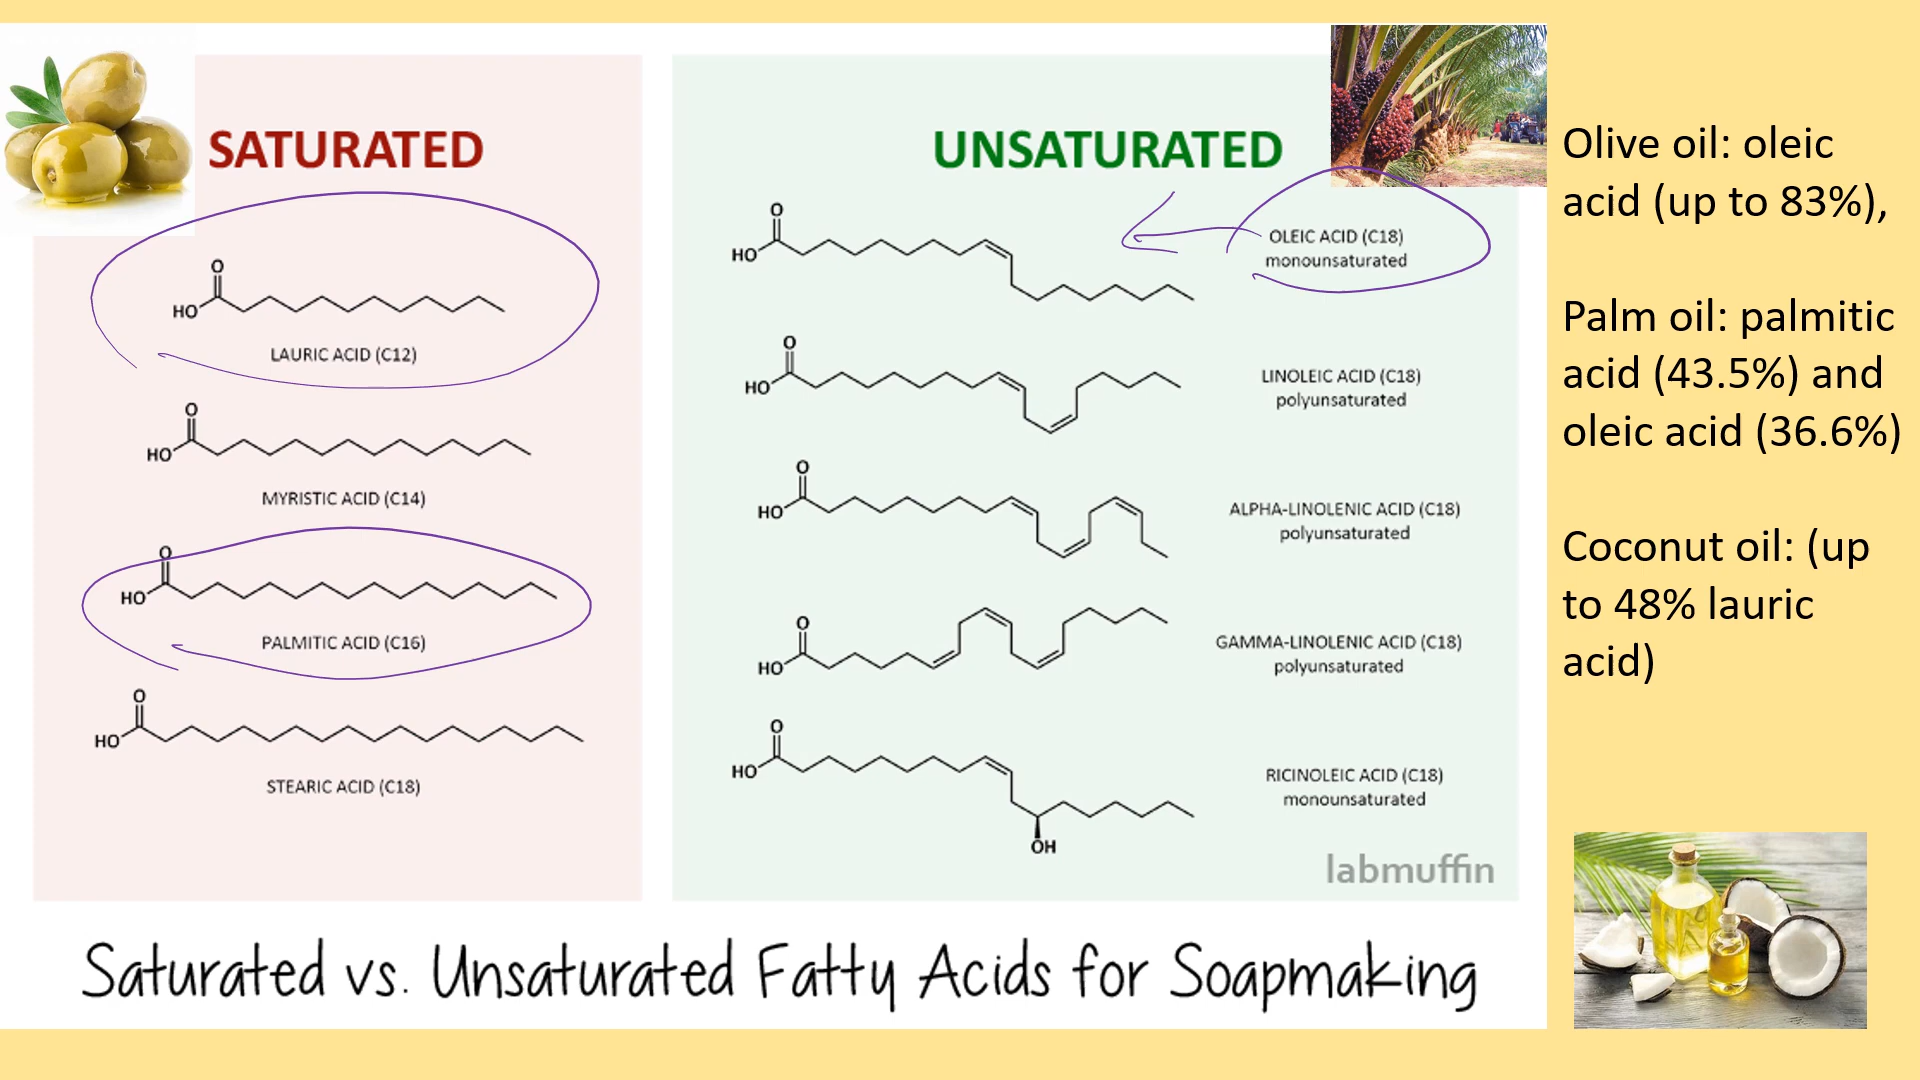 SATURATED
O
HO
LAURIC ACID (C12)
O
HO
MYRISTIC ACID (C14)
O
HO
PALMITIC ACID (C16)
O
HO
STEARIC ACID (C18)
UNSATURATED
O
HO
OLEIC ACID (C18)
monounsaturated
O
HO
LINOLEIC ACID (C18)
polyunsaturated
O
HO
ALPHA-LINOLENIC ACID (C18)
polyunsaturated
O
HO
GAMMA-LINOLENIC ACID (C18)
polyunsaturated
O
HO
RICINOLEIC ACID (C18)
monounsaturated
OH
labmuffin
Saturated vs. Unsaturated Fatty Acids for Soapmaking
Olive oil: oleic
acid (up to 83%),
Palm oil: palmitic
acid (43.5%) and
oleic acid (36.6%)
Coconut oil: (up
to 48% lauric
acid)